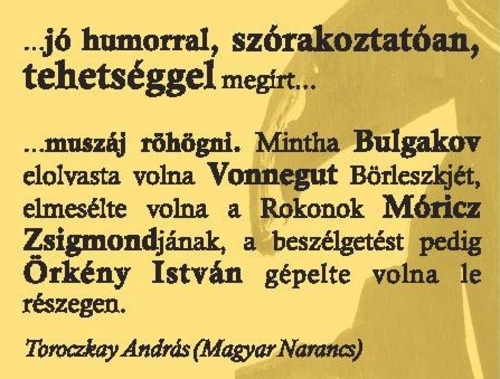 ...jó humorral, szórakoztatóan,
tehetséggel megírt...
...muszáj röhögni. Mintha Bulgakov
elolvasta volna Vonnegut Börleszkjét,
elmesélte volna a Rokonok Móricz
Zsigmondjának, a beszélgetést pedig
Örkény István gépelte volna le
részegen.
Toroczkay András (Magyar Narancs)